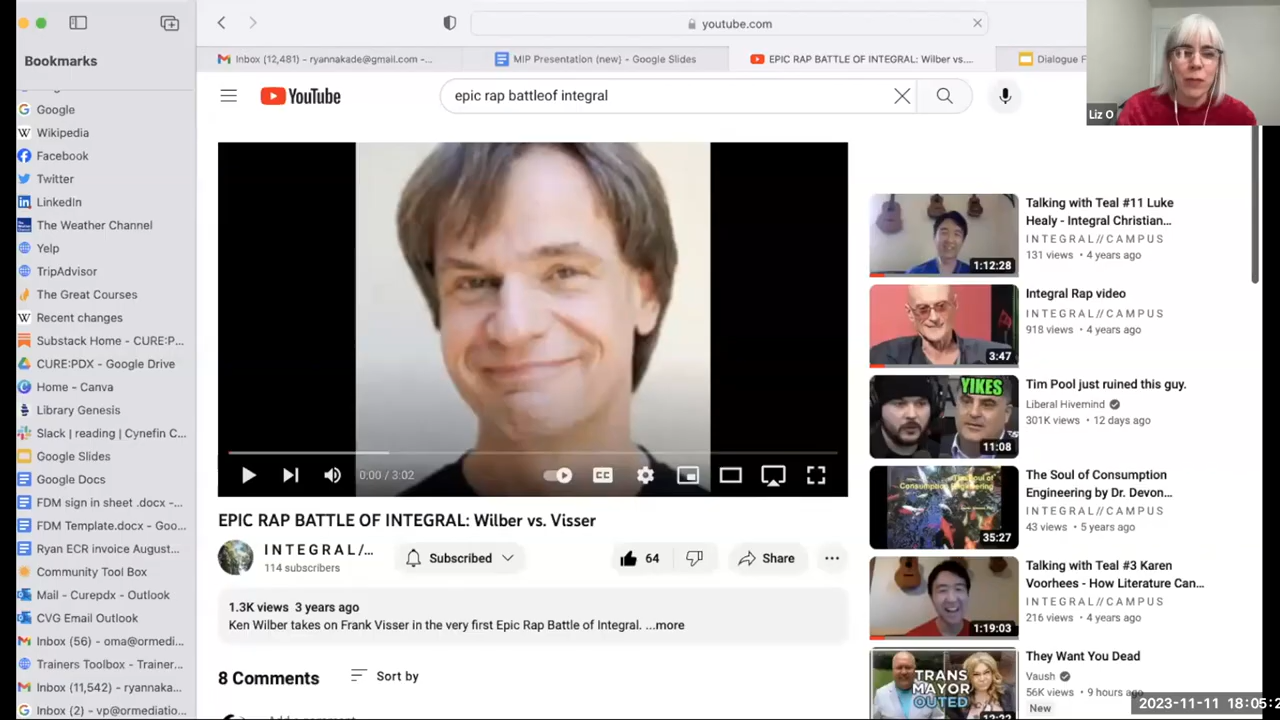 youtube.com
Inbox (12,481) - ryannakade@gmail.com -...
MIP Presentation (new) - Google Slides
EPIC RAP BATTLE OF INTEGRAL: Wilber vs....
Dialogue F
Bookmarks
Google
Wikipedia
Facebook
Twitter
LinkedIn
The Weather Channel
Yelp
TripAdvisor
The Great Courses
Recent changes
Substack Home - CURE:P...
CURE:PDX - Google Drive
Home - Canva
Library Genesis
Slack | reading | Cynefin C...
Google Slides
Google Docs
FDM sign in sheet .docx -...
FDM Template.docx - Goo...
Ryan ECR invoice August...
Community Tool Box
Mail - Curepdx - Outlook
CVG Email Outlook
Inbox (56) - oma@ormedi...
Trainers Toolbox - Trainer...
Inbox (11,542) - ryannaka...
Inbox (2) - vp@ormediatio...
YouTube
epic rap battleof integral
0:00 / 3:02
CC
EPIC RAP BATTLE OF INTEGRAL: Wilber vs. Visser
I N T E G R A L /...
114 subscribers
Subscribed
64
Share
1.3K views 3 years ago
Ken Wilber takes on Frank Visser in the very first Epic Rap Battle of Integral. ...more
8 Comments
Sort by
Liz O
1:12:28
Talking with Teal #11 Luke
Healy - Integral Christian...
I N T E G R A L // C A M P U S
131 views • 4 years ago
3:47
Integral Rap video
I N T E G R A L // C A M P U S
918 views • 4 years ago
YIKES
11:08
Tim Pool just ruined this guy.
Liberal Hivemind
301K views • 12 days ago
35:27
The Soul of Consumption
Engineering by Dr. Devon...
I N T E G R A L // C A M P U S
43 views • 5 years ago
1:19:03
Talking with Teal #3 Karen
Voorhees - How Literature Can...
I N T E G R A L // C A M P U S
216 views • 4 years ago
TRANS
MAYOR
OUTED
They Want You Dead
Vaush
56K views • 9 hours ago
New
2023-11-11 18:05:2